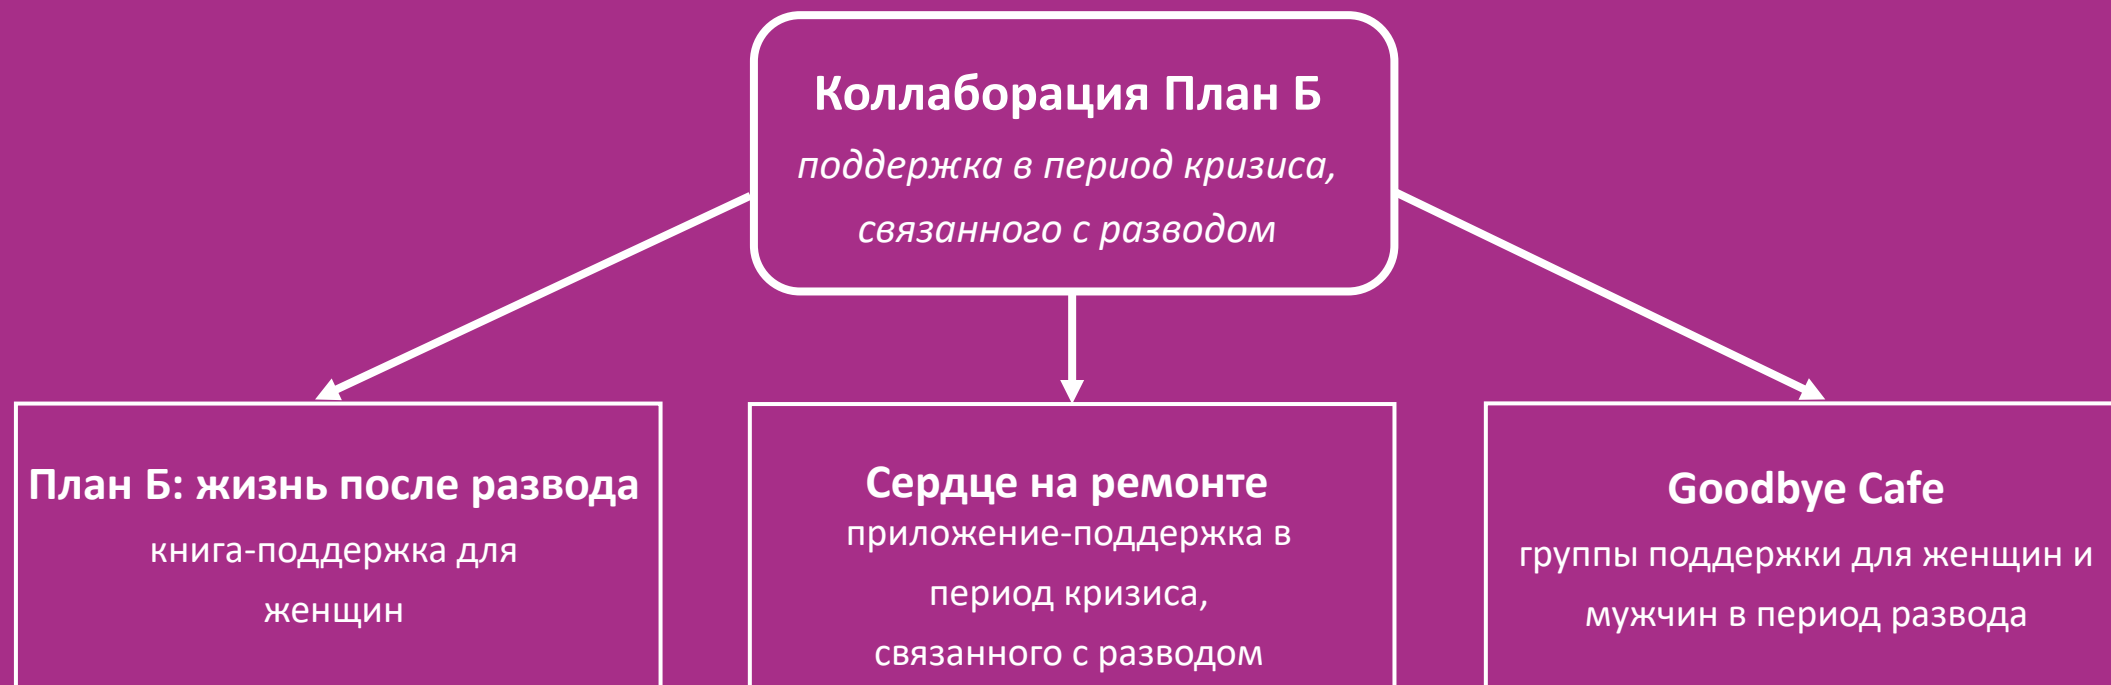 Коллаборация План Б
поддержка в период кризиса,
связанного с разводом
План Б: жизнь после развода
книга-поддержка для
женщин
Сердце на ремонте
приложение-поддержка в
период кризиса,
связанного с разводом
Goodbye Cafe
группы поддержки для женщин и
мужчин в период развода